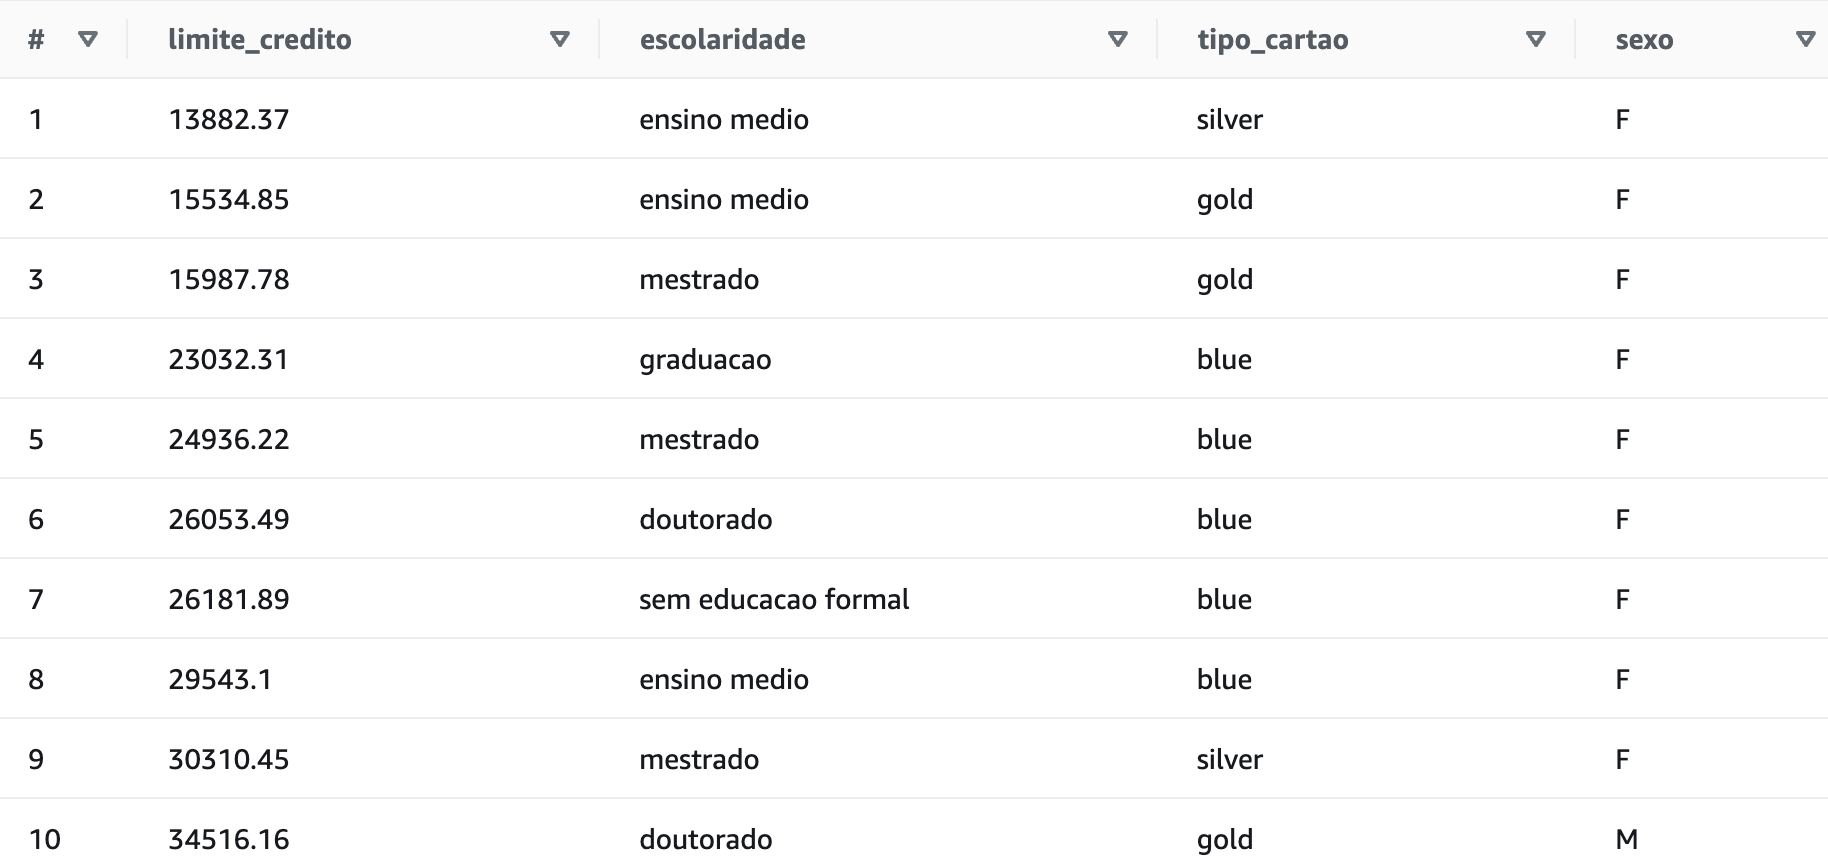 # limite_credito escolaridade tipo_cartao sexo
1 13882.37 ensino medio silver F
2 15534.85 ensino medio gold F
3 15987.78 mestrado gold F
4 23032.31 graduacao blue F
5 24936.22 mestrado blue F
6 26053.49 doutorado blue F
7 26181.89 sem educacao formal blue F
8 29543.1 ensino medio blue F
9 30310.45 mestrado silver F
10 34516.16 doutorado gold M